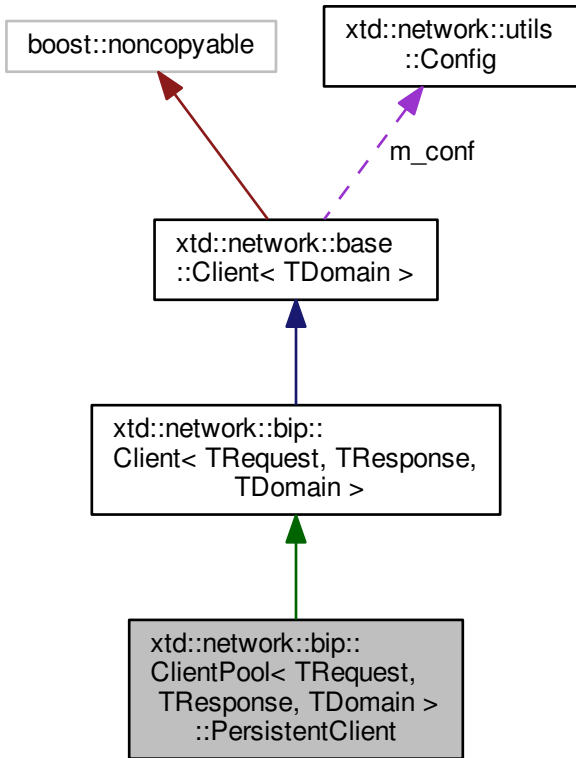 boost::noncopyable
xtd::network::utils
::Config
m_conf
xtd::network::base
::Client< TDomain >
xtd::network::bip::
Client< TRequest, TResponse,
TDomain >
xtd::network::bip::
ClientPool< TRequest,
TResponse, TDomain >
::PersistentClient